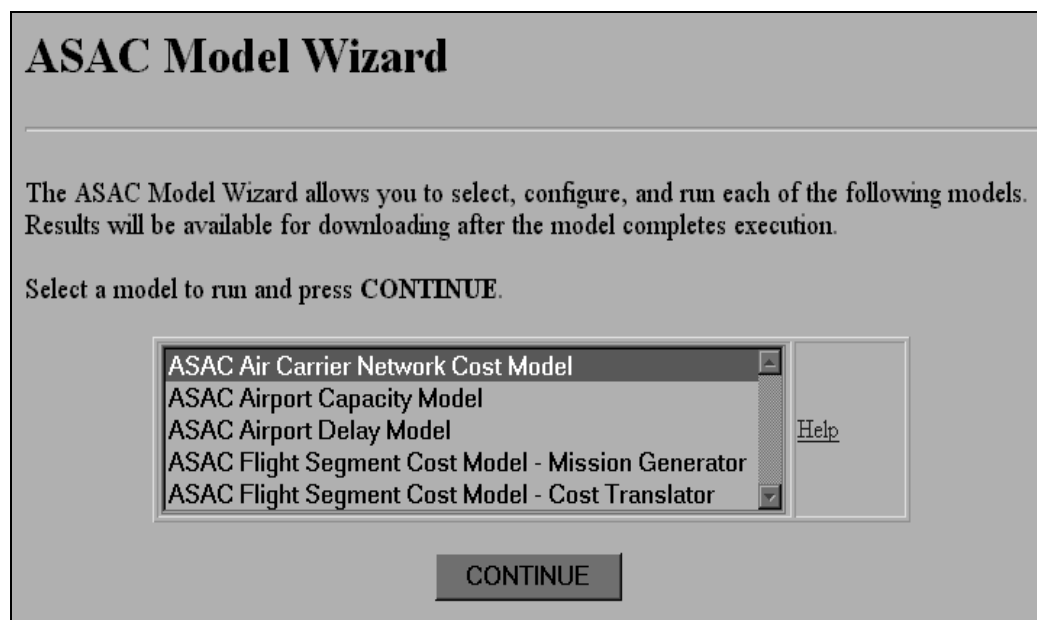 ASAC Model Wizard
The ASAC Model Wizard allows you to select, configure, and run each of the following models.
Results will be available for downloading after the model completes execution.
Select a model to run and press CONTINUE.
ASAC Air Carrier Network Cost Model
ASAC Airport Capacity Model
ASAC Airport Delay Model
ASAC Flight Segment Cost Model - Mission Generator
ASAC Flight Segment Cost Model - Cost Translator
Help
CONTINUE